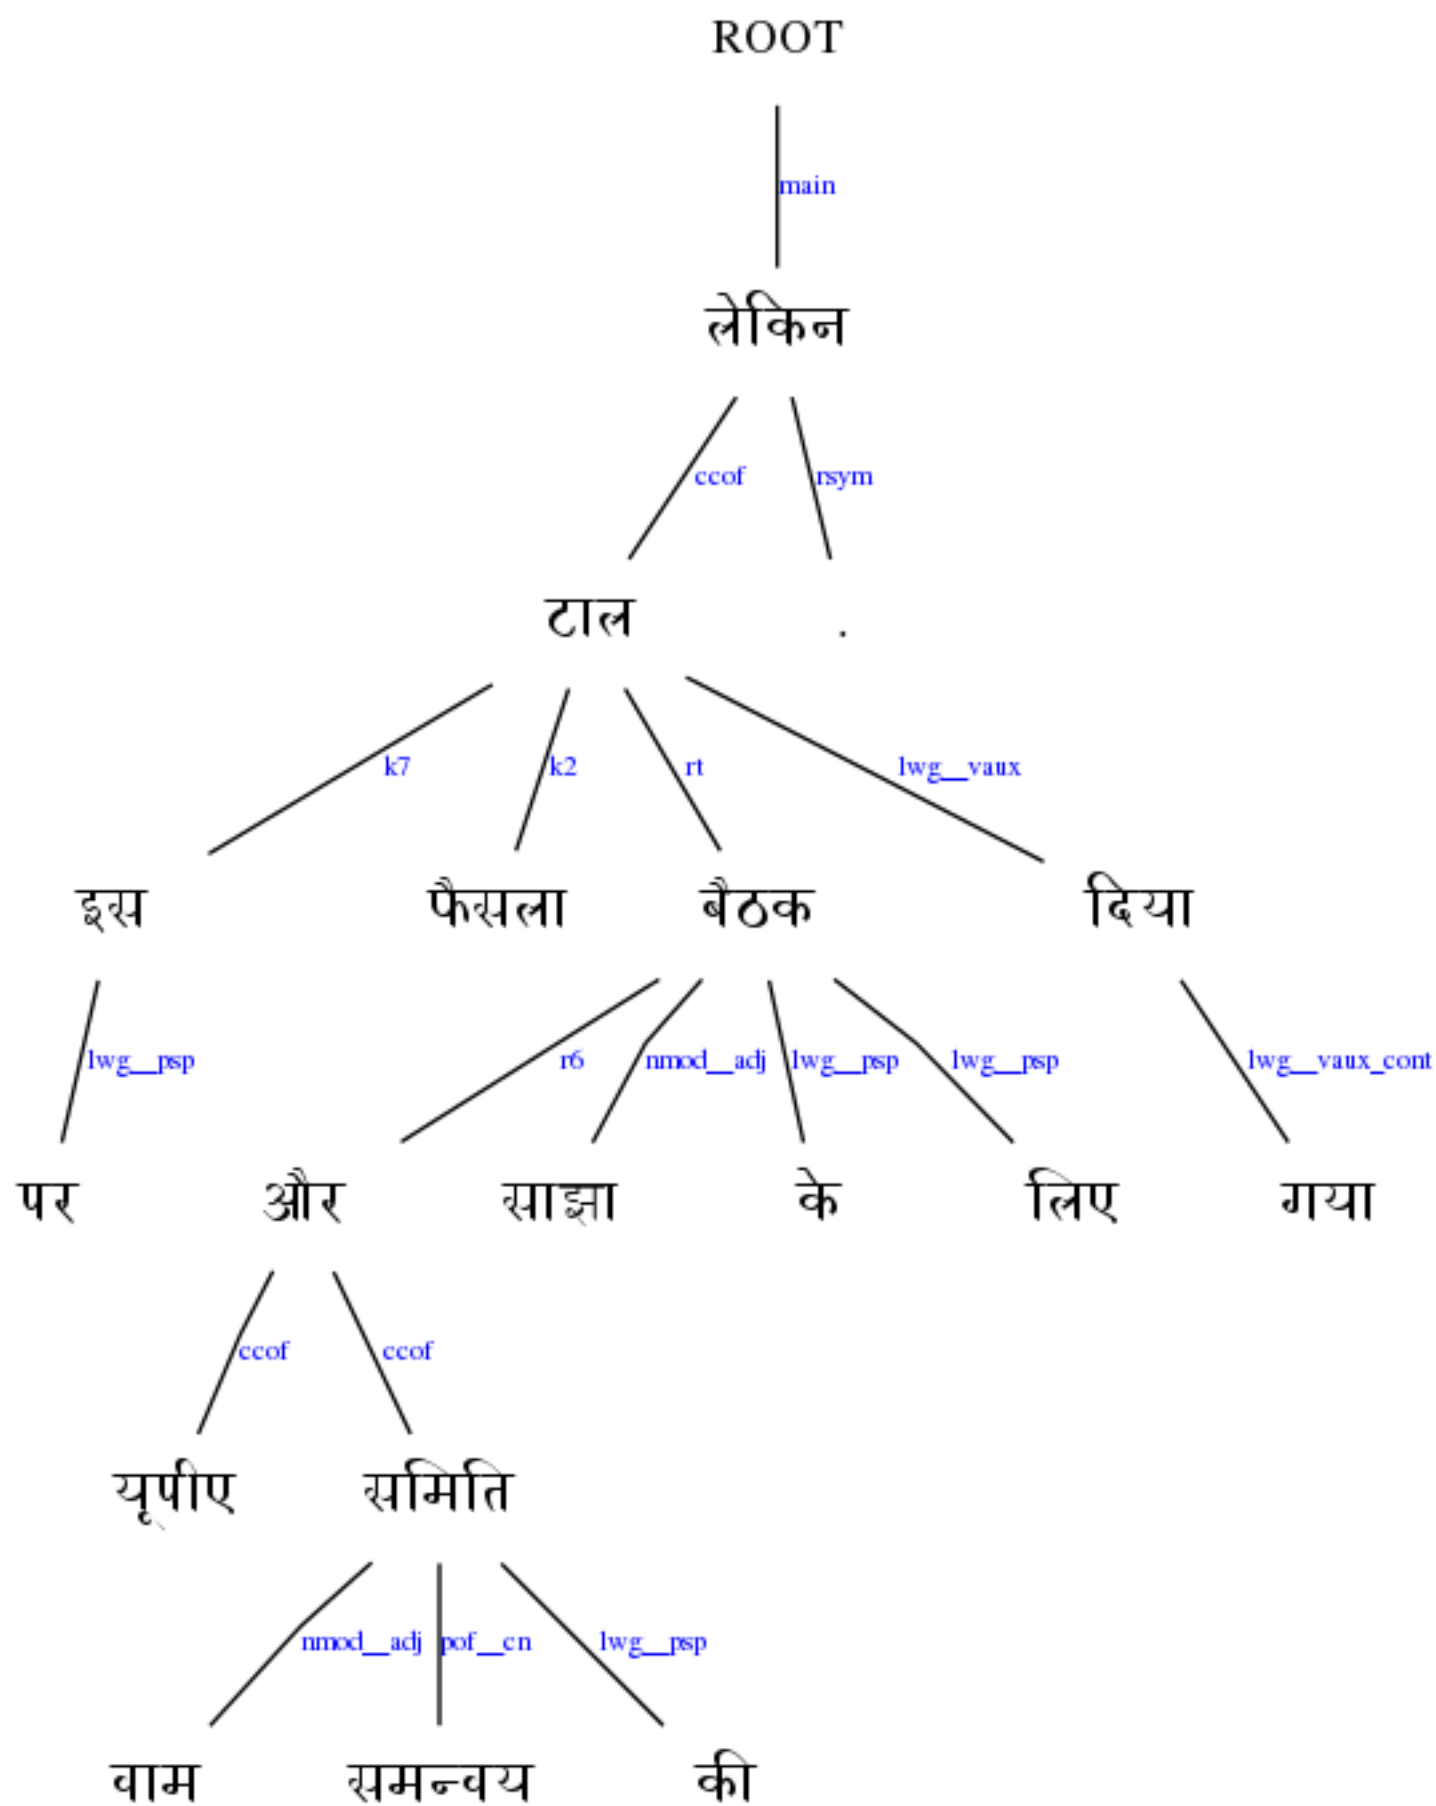 ROOT
main
लेकिन
ccof rsym
टाल .
k7 k2 rt lwg__vaux
इस फैसला बैठक दिया
lwg__psp r6 nmod__adj lwg__psp lwg__psp lwg__vaux_cont
पर और साझा के लिए गया
ccof ccof
यूपीए समिति
nmod__adj pof__cn lwg__psp
वाम समन्वय की